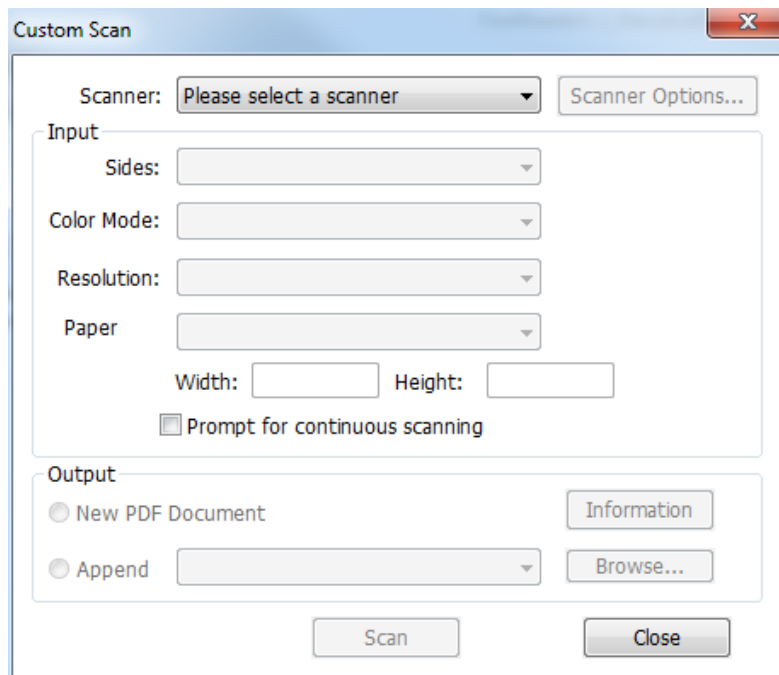 Custom Scan
Scanner: Please select a scanner Scanner Options...
Input
Sides:
Color Mode:
Resolution:
Paper
Width: Height:
Prompt for continuous scanning
Output
New PDF Document Information
Append Browse...
Scan Close